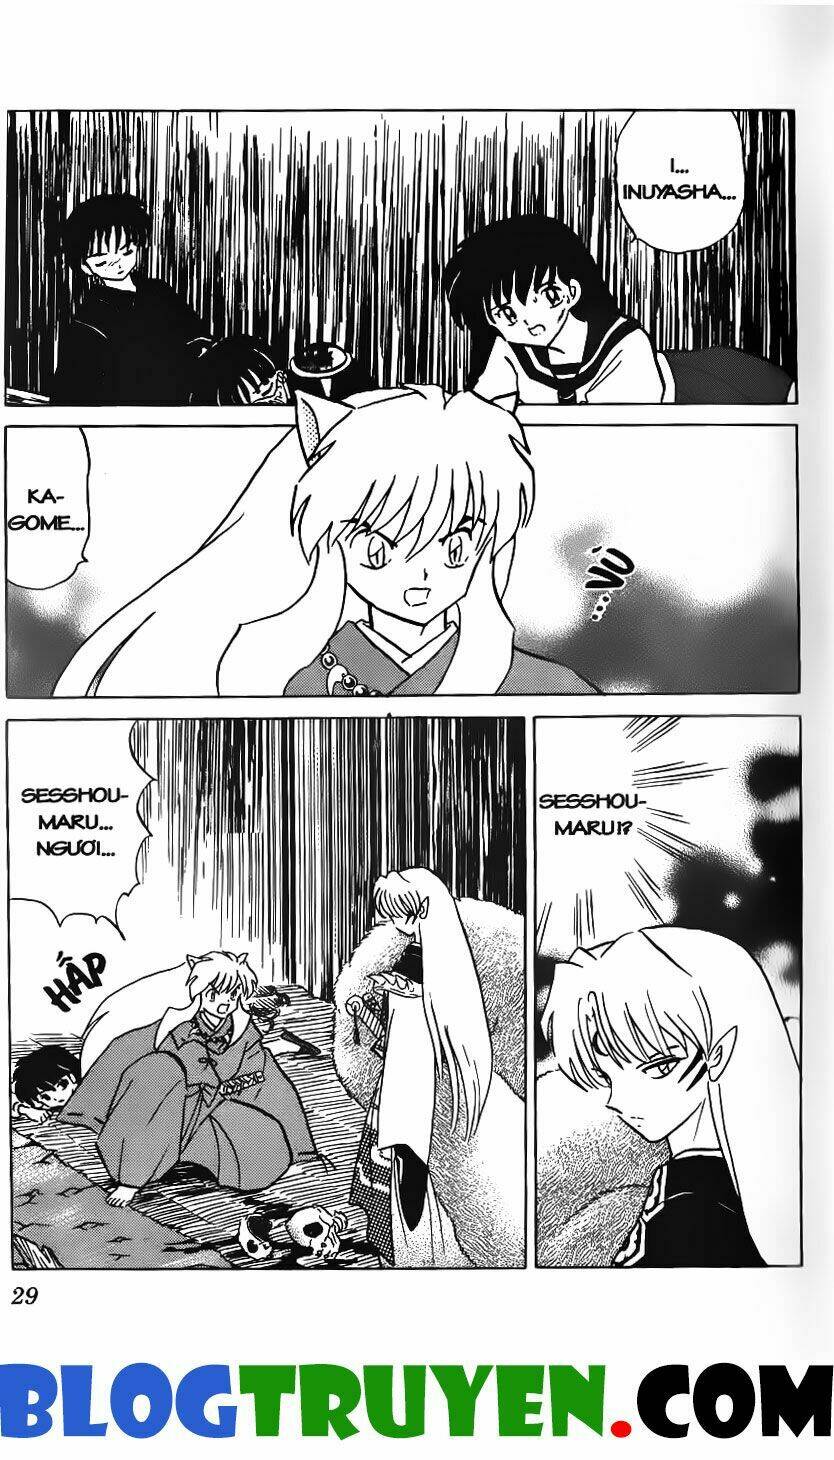 I...
INUYASHA...
KA-
GOME...
VÙ
...
SESSHOU-
MARU...
NGƯƠI...
HẤP
SESSHOU-
MARU!?
29
BLOGTRUYEN.COM